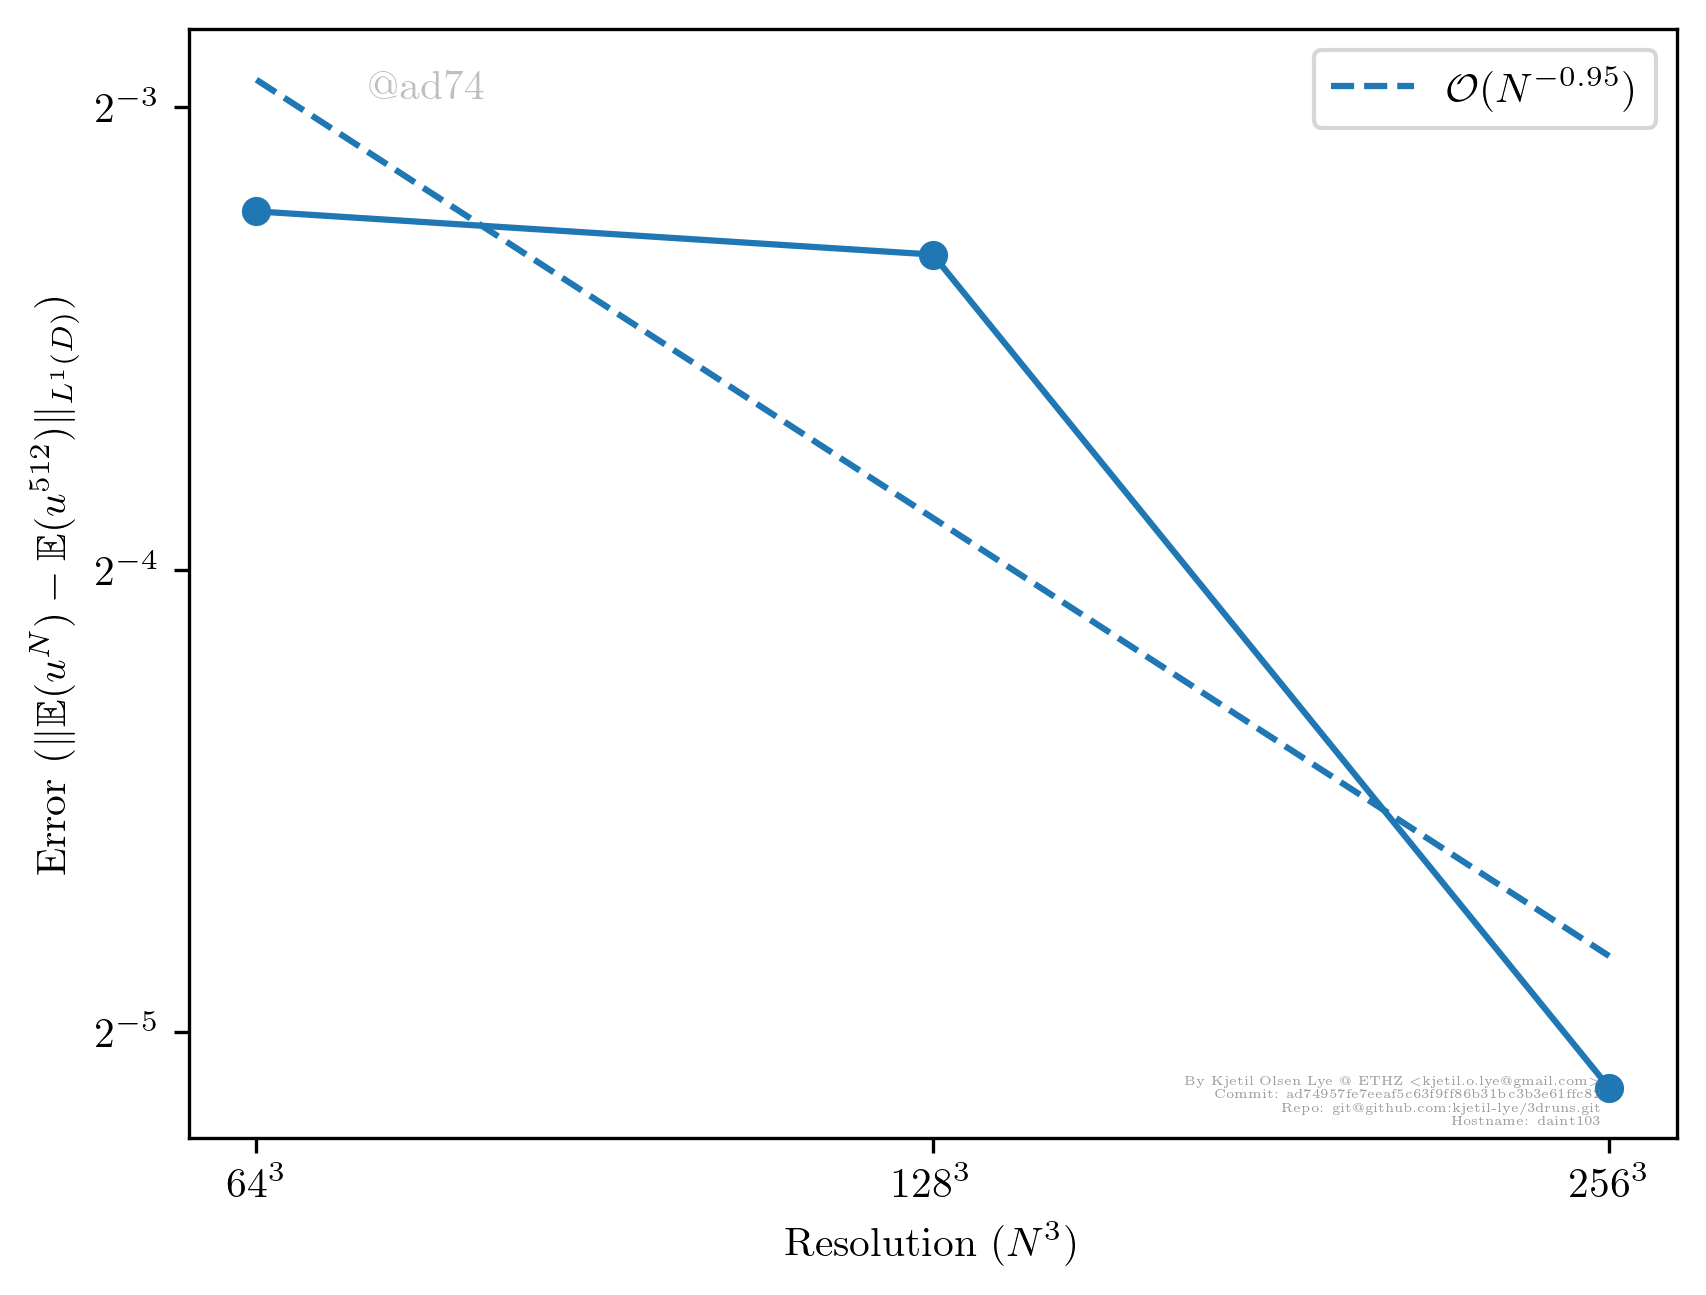 @ad74
𝒪(N^{-0.95})
2^{-3}
2^{-4}
2^{-5}
Error (||𝔼(u^N) − 𝔼(u^{512})||_{L^1(D)})
By Kjetil Olsen Lye @ ETHZ <kjetil.o.lye@gmail.com>
Commit:
Repo: git@github.com:kjetil-lye/3druns.git
Hostname: daint103
64^3 128^3 256^3
Resolution (N^3)